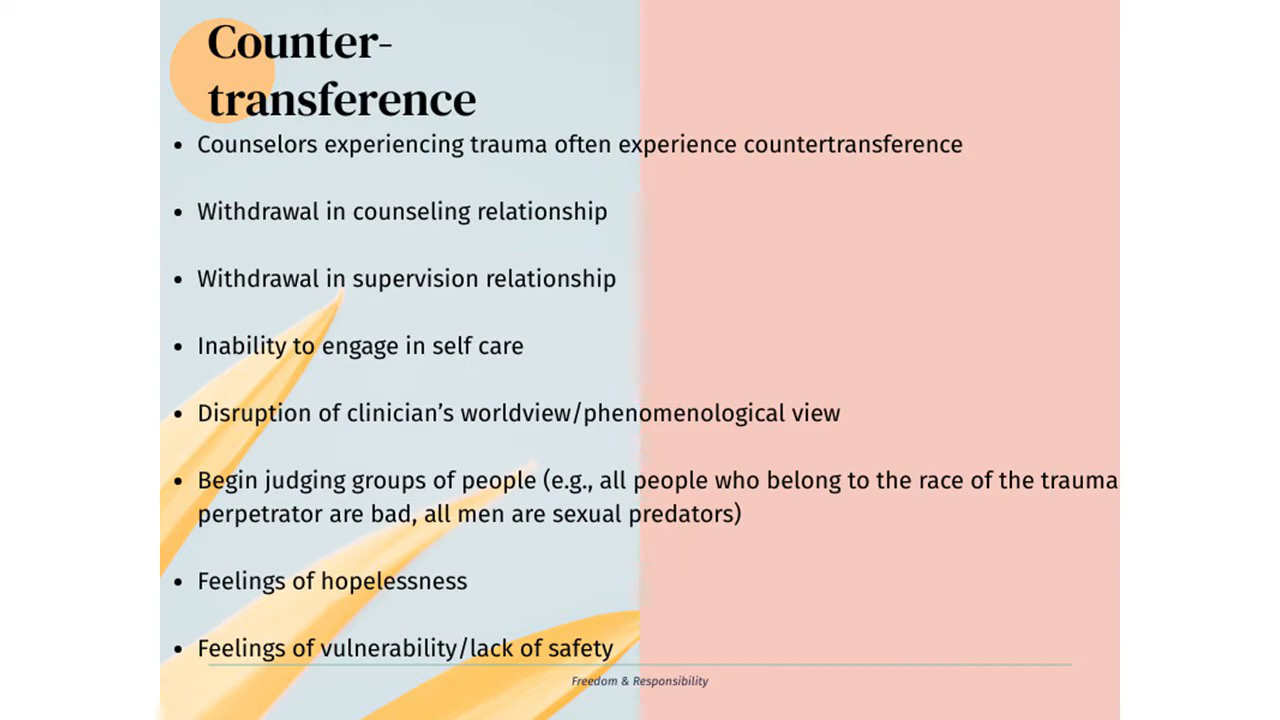 Counter-
transference
• Counselors experiencing trauma often experience countertransference
• Withdrawal in counseling relationship
• Withdrawal in supervision relationship
• Inability to engage in self care
• Disruption of clinician’s worldview/phenomenological view
• Begin judging groups of people (e.g., all people who belong to the race of the trauma
perpetrator are bad, all men are sexual predators)
• Feelings of hopelessness
• Feelings of vulnerability/lack of safety
Freedom & Responsibility